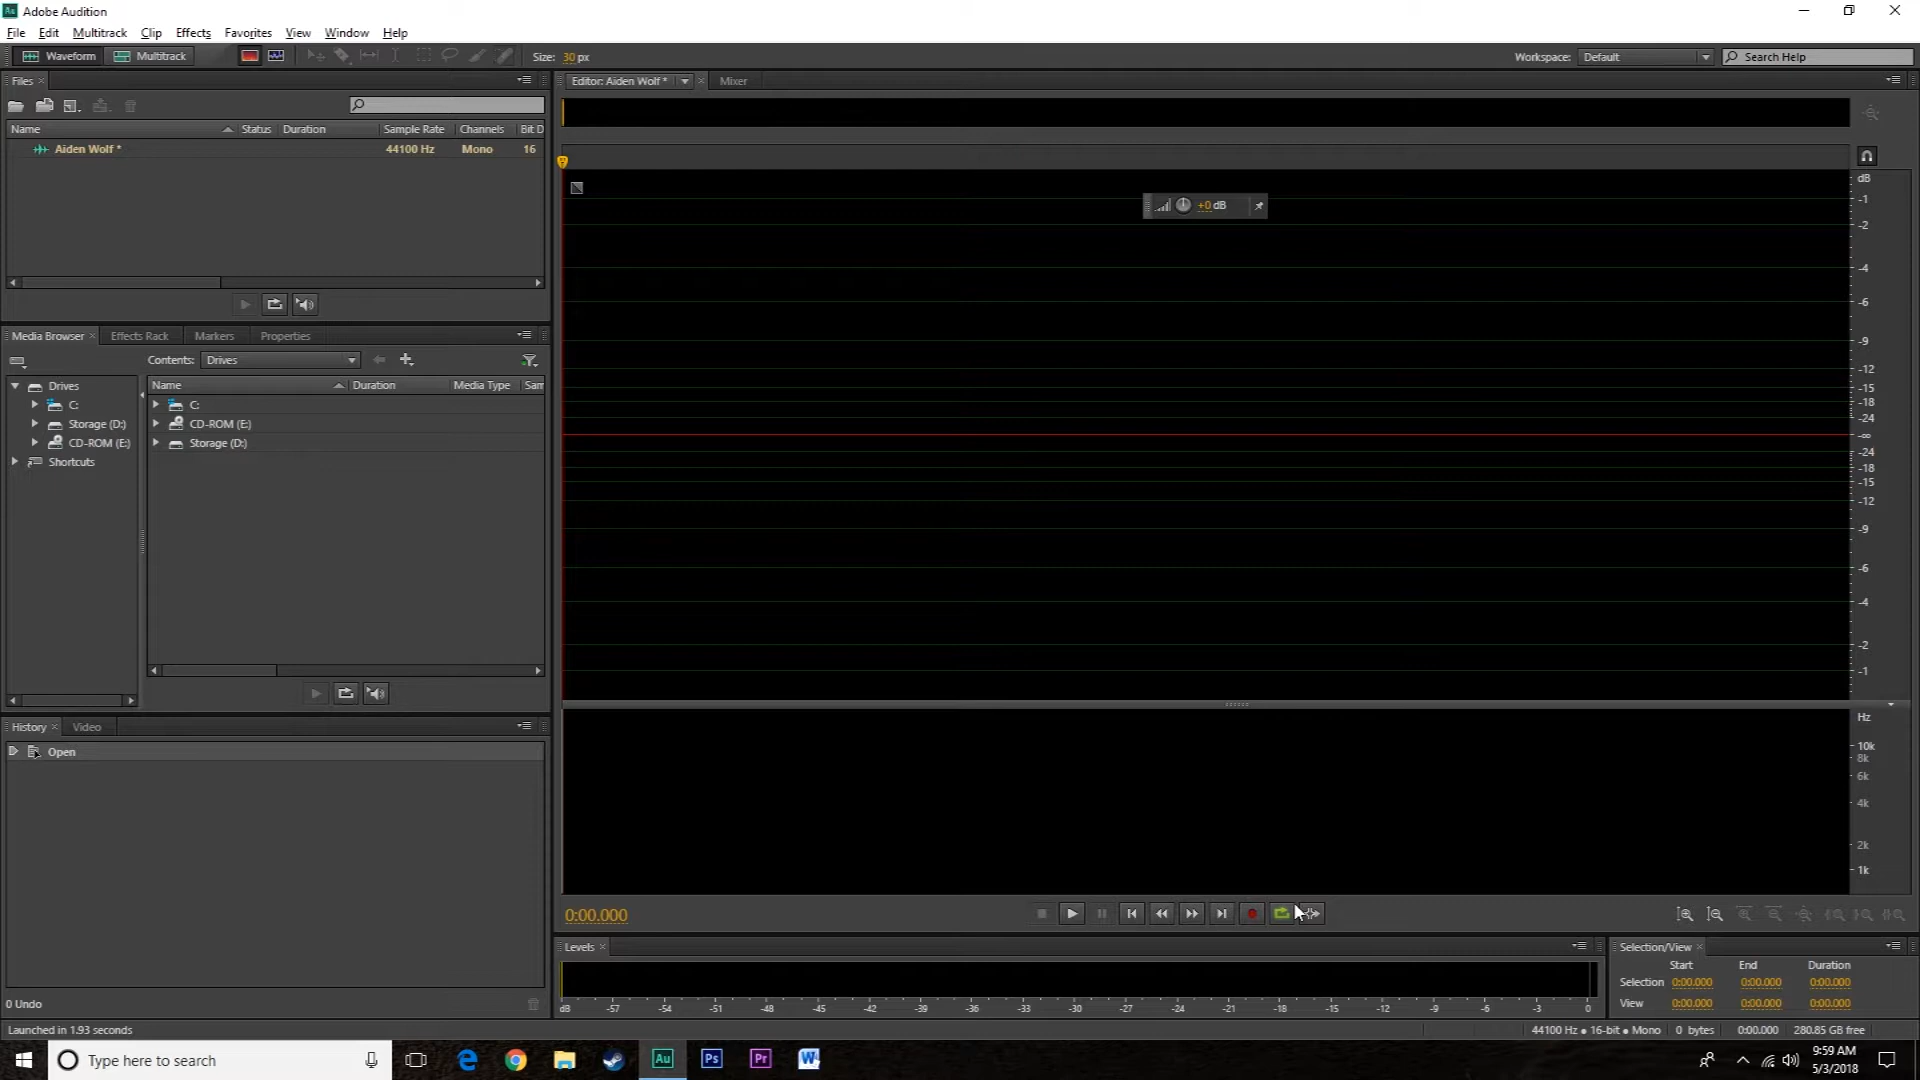 Au Adobe Audition
File Edit Multitrack Clip Effects Favorites View Window Help
Waveform Multitrack Size: 30 px Workspace: Default Search Help
Files
Name Status Duration Sample Rate Channels Bit D
Aiden Wolf * 44100 Hz Mono 16
Editor: Aiden Wolf * Mixer
+0 dB
dB
-1
-2
-4
-6
-9
-12
-15
-18
-24
-∞
-24
-18
-15
-12
-9
-6
-4
-2
-1
Media Browser Effects Rack Markers Properties
Contents: Drives
Drives
C:
Storage (D:)
CD-ROM (E:)
Shortcuts
Name Duration Media Type Sam
C:
CD-ROM (E:)
Storage (D:)
History Video
Open
0 Undo
Hz
10k
8k
6k
4k
2k
1k
0:00.000
Levels
dB -57 -54 -51 -48 -45 -42 -39 -36 -33 -30 -27 -24 -21 -18 -15 -12 -9 -6 -3 0
Selection/View
Start End Duration
Selection 0:00.000 0:00.000 0:00.000
View 0:00.000 0:00.000 0:00.000
Launched in 1.93 seconds
44100 Hz ● 16-bit ● Mono 0 bytes 0:00.000 280.85 GB free
Type here to search
Au Ps Pr W
9:59 AM
5/3/2018